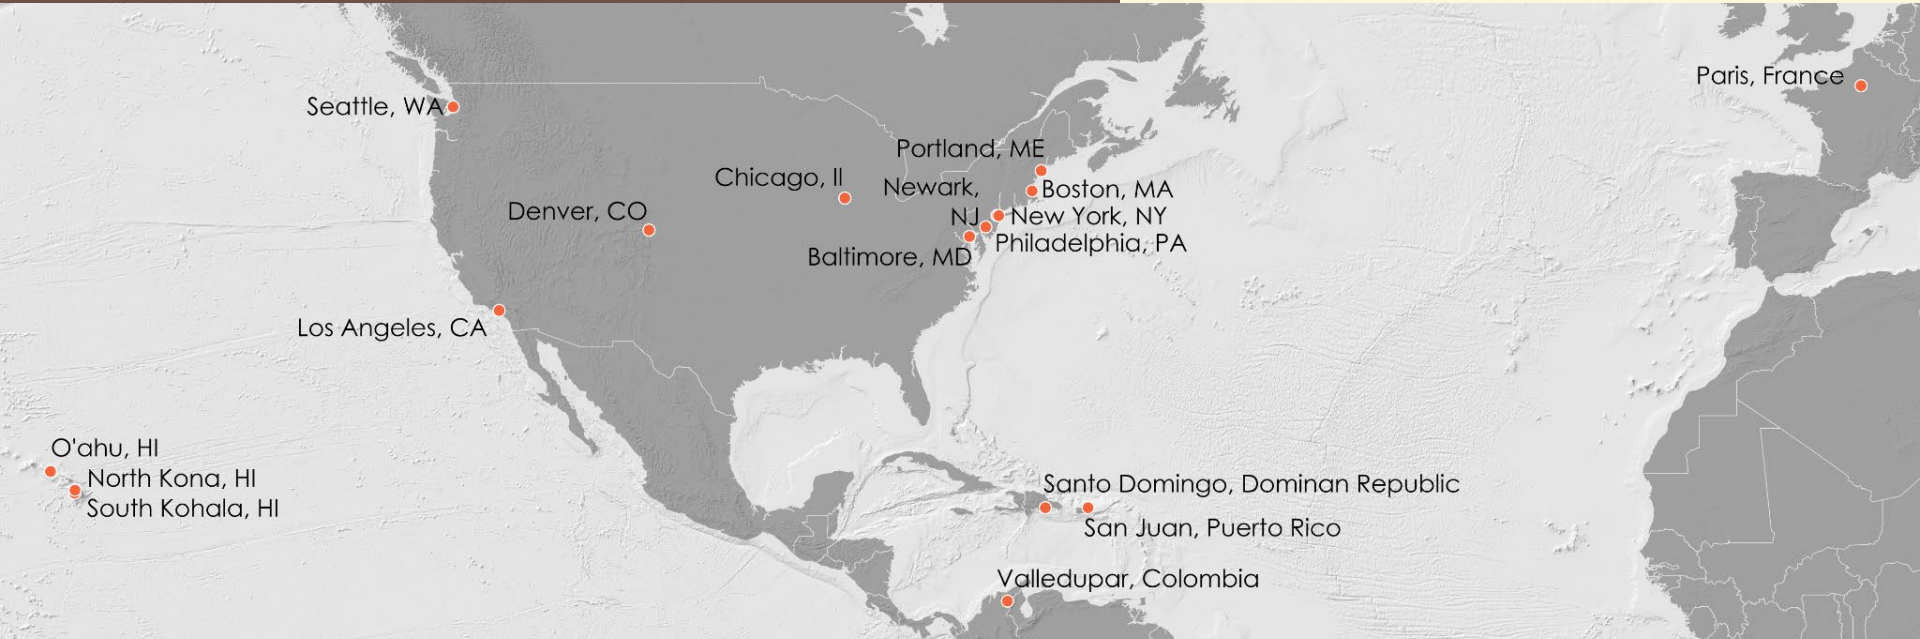 Paris, France
Seattle, WA
Portland, ME
Chicago, Il
Newark,
NJ
Boston, MA
Denver, CO
New York, NY
Philadelphia, PA
Baltimore, MD
Los Angeles, CA
O'ahu, HI
North Kona, HI
South Kohala, HI
Santo Domingo, Dominan Republic
San Juan, Puerto Rico
Valledupar, Colombia